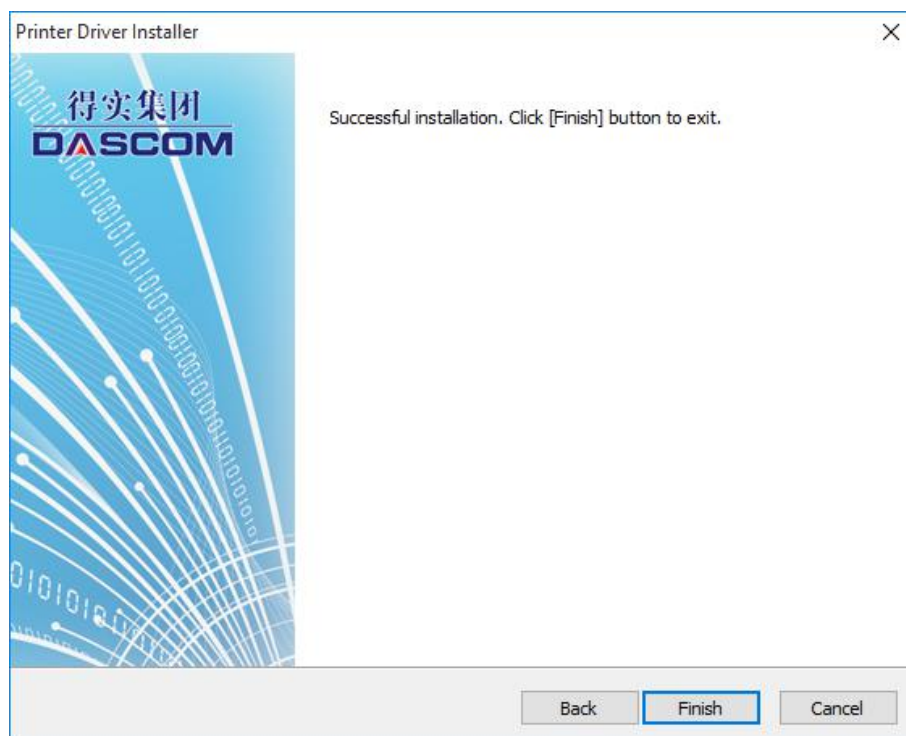 Printer Driver Installer
得实集团
DASCOM
Successful installation. Click [Finish] button to exit.
Back
Finish
Cancel